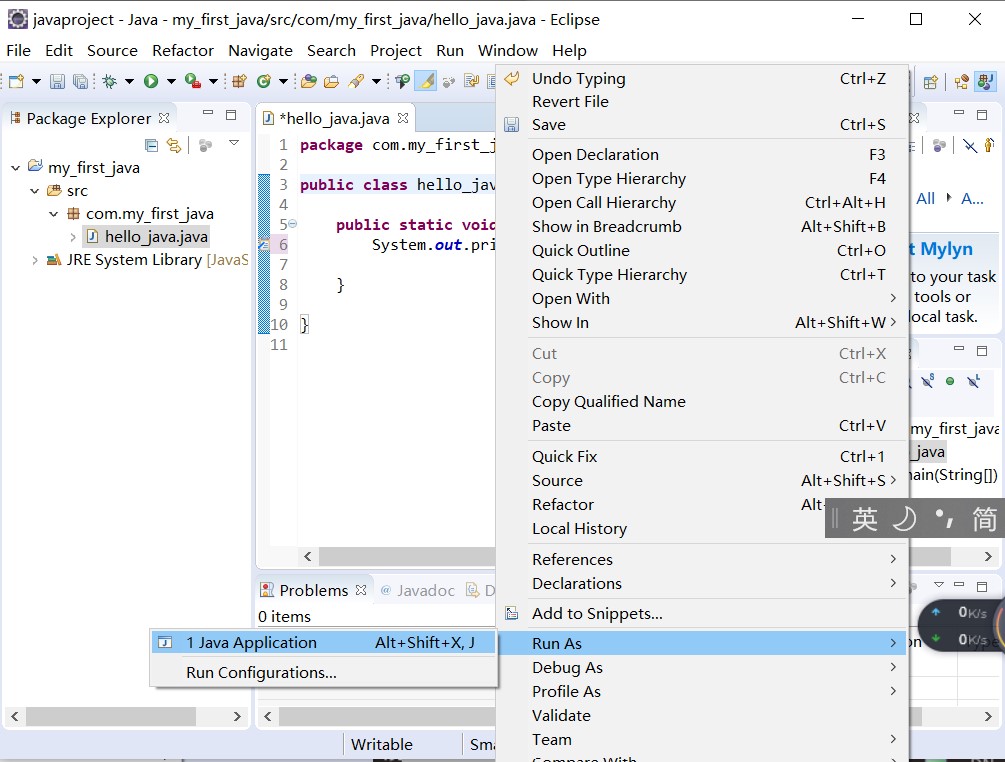 javaproject - Java - my_first_java/src/com/my_first_java/hello_java.java - Eclipse
File Edit Source Refactor Navigate Search Project Run Window Help
Package Explorer
my_first_java
src
com.my_first_java
hello_java.java
JRE System Library [JavaS
*hello_java.java
1 package com.my_first_j
2
3 public class hello_jav
4
5 public static void
6 System.out.pri
7
8 }
9
10 }
11
Undo Typing Ctrl+Z
Revert File
Save Ctrl+S
Open Declaration F3
Open Type Hierarchy F4
Open Call Hierarchy Ctrl+Alt+H
Show in Breadcrumb Alt+Shift+B
Quick Outline Ctrl+O
Quick Type Hierarchy Ctrl+T
Open With
Show In Alt+Shift+W
Cut Ctrl+X
Copy Ctrl+C
Copy Qualified Name
Paste Ctrl+V
Quick Fix Ctrl+1
Source Alt+Shift+S
Refactor Alt-
Local History
References
Declarations
Add to Snippets...
Run As
Debug As
Profile As
Validate
Team
Compare With
1 Java Application Alt+Shift+X, J
Run Configurations...
All A...
t Mylyn
to your task
tools or
local task.
my_first_java
_java
main(String[])
英 简
0K/s
0K/s
on Type
Problems Javadoc D
0 items
Writable Sma